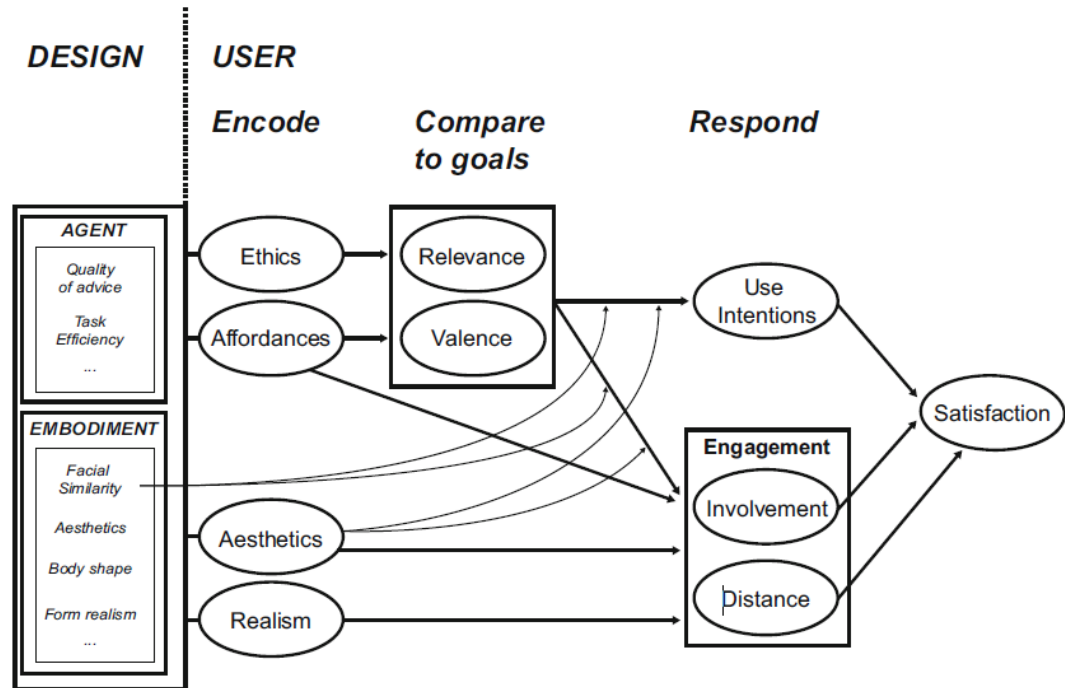 DESIGN
USER
Encode
Compare
to goals
Respond
AGENT
Quality
of advice
Task
Efficiency
...
EMBODIMENT
Facial
Similarity
Aesthetics
Body shape
Form realism
...
Ethics
Affordances
Aesthetics
Realism
Relevance
Valence
Use
Intentions
Engagement
Involvement
Distance
Satisfaction